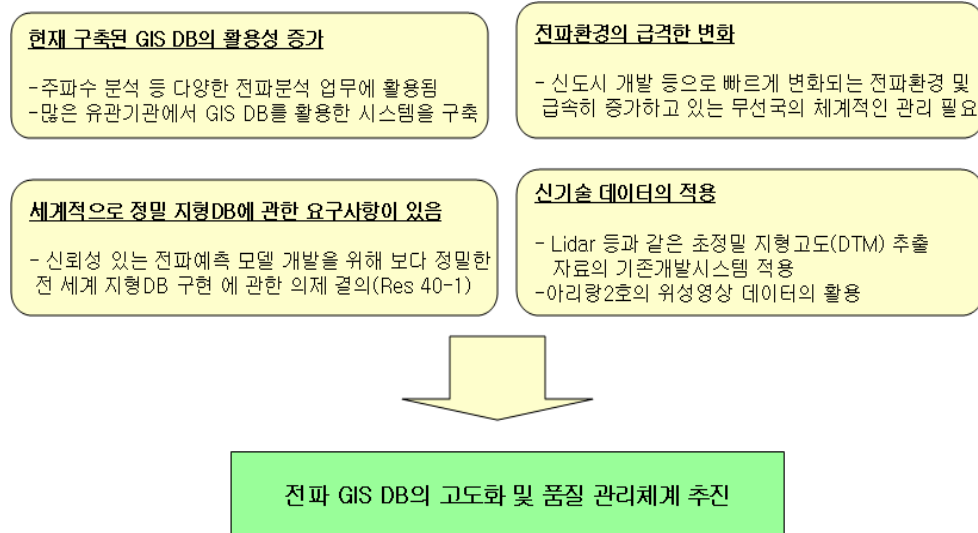 현재 구축된 GIS DB의 활용성 증가
-주파수 분석 등 다양한 전파분석 업무에 활용됨
-많은 유관기관에서 GIS DB를 활용한 시스템을 구축
전파환경의 급격한 변화
- 신도시 개발 등으로 빠르게 변화되는 전파환경 및
급속히 증가하고 있는 무선국의 체계적인 관리 필요
세계적으로 정밀 지형DB에 관한 요구사항이 있음
- 신뢰성 있는 전파예측 모델 개발을 위해 보다 정밀한
전 세계 지형DB 구현 에 관한 의제 결의(Res 40-1)
신기술 데이터의 적용
- Lidar 등과 같은 초정밀 지형고도(DTM) 추출
자료의 기존개발시스템 적용
-아리랑2호의 위성영상 데이터의 활용
전파 GIS DB의 고도화 및 품질 관리체계 추진